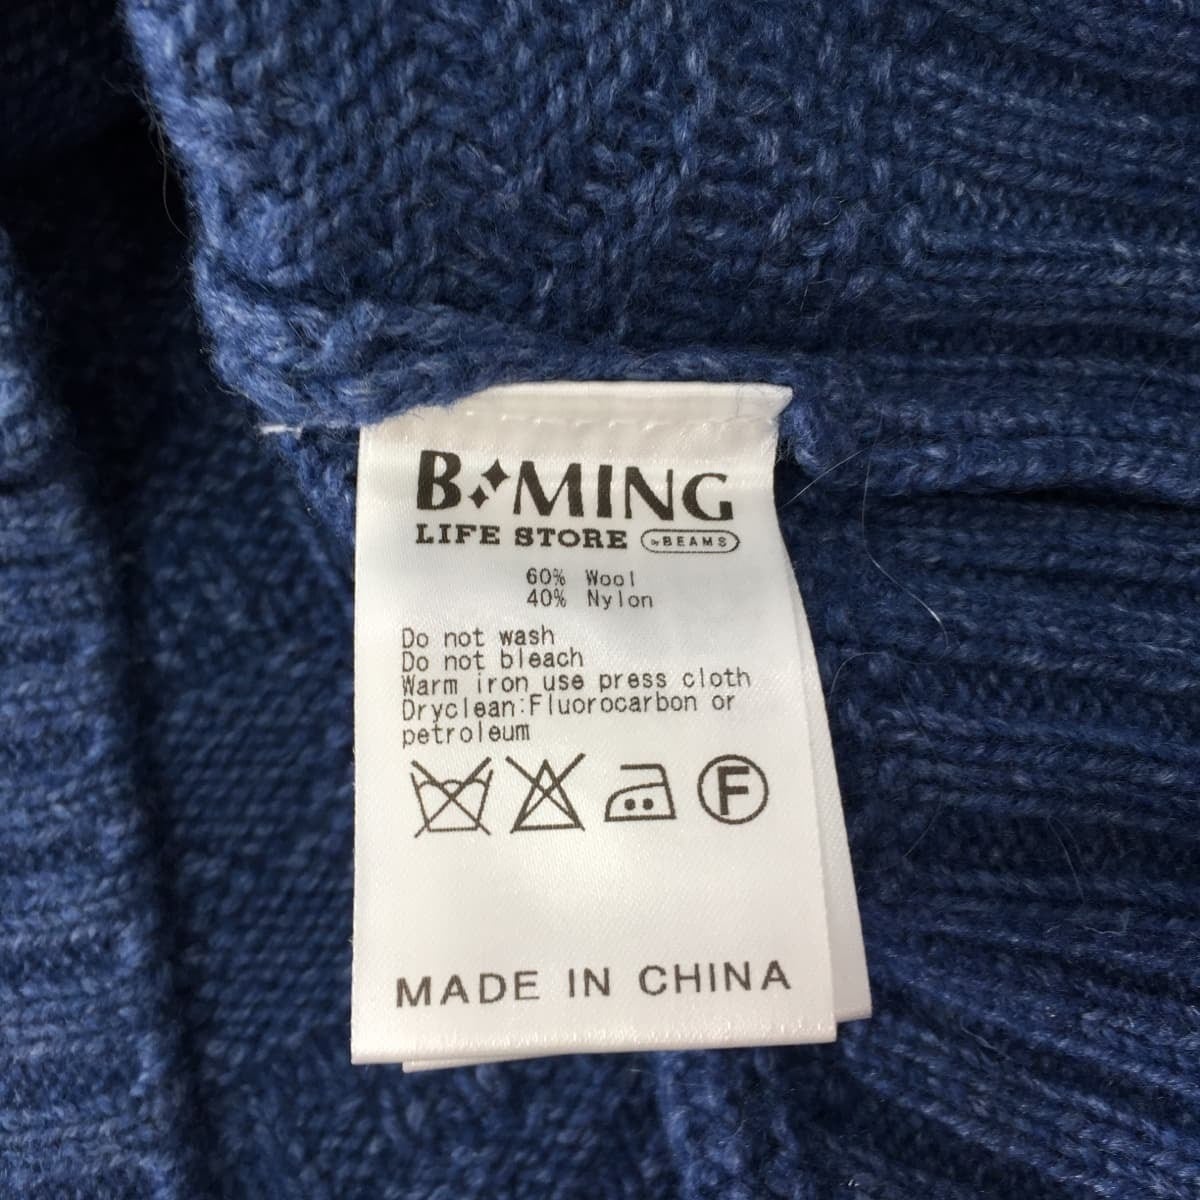 B MING
LIFE STORE by BEAMS
60% Wool
40% Nylon
Do not wash
Do not bleach
Warm iron use press cloth
Dryclean:Fluorocarbon or
petroleum
F
MADE IN CHINA